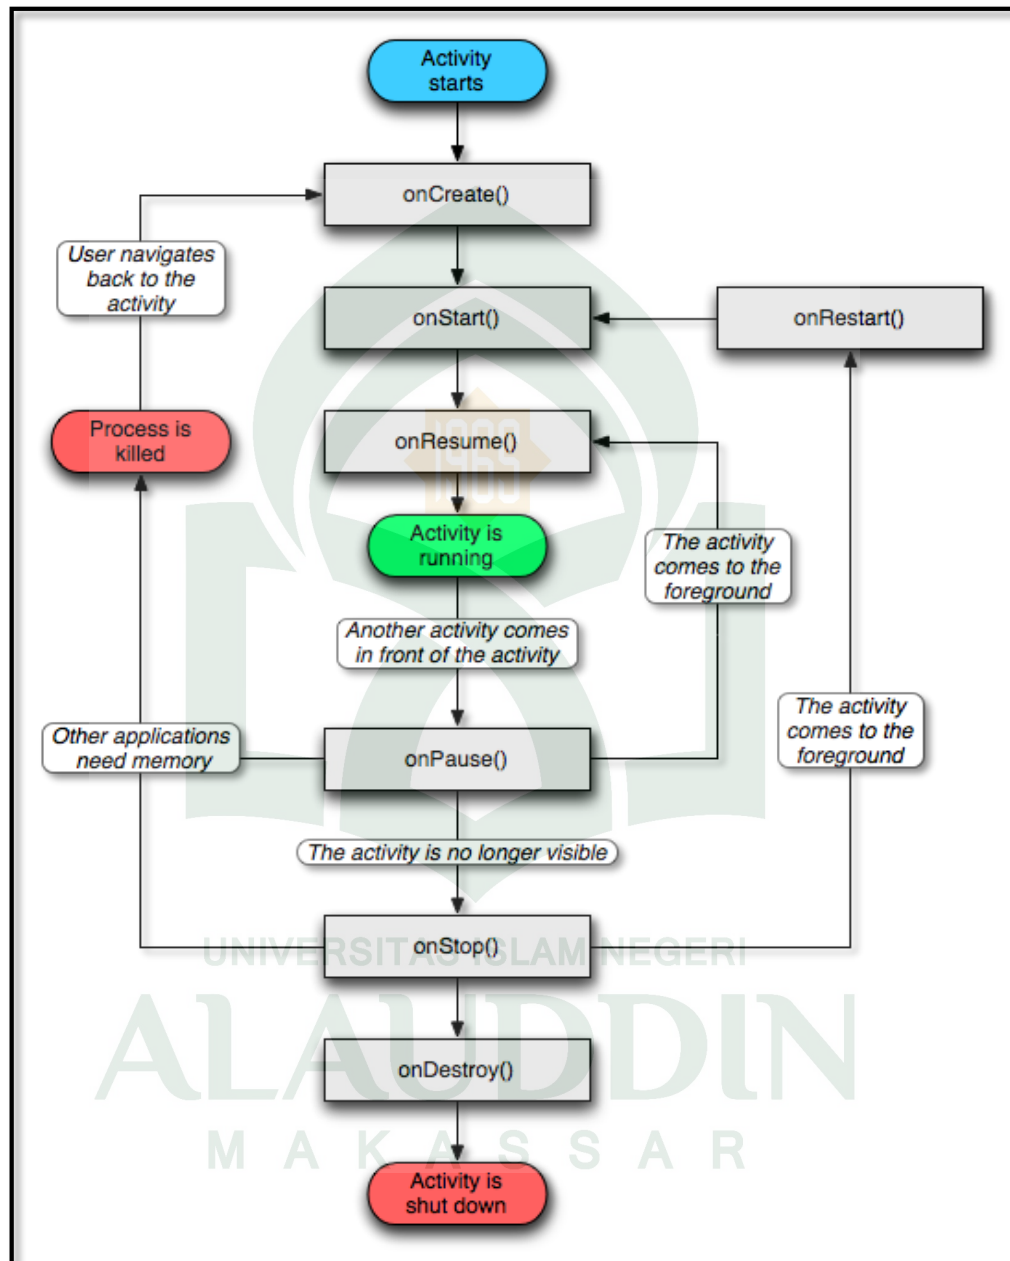 Activity
starts
onCreate()
User navigates
back to the
activity
onStart()
onRestart()
Process is
killed
onResume()
1965
Activity is
running
The activity
comes to the
foreground
Another activity comes
in front of the activity
The activity
comes to the
foreground
Other applications
need memory
onPause()
The activity is no longer visible
onStop()
UNIVERSITAS ISLAM NEGERI
ALAUDDIN
onDestroy()
MAKASSAR
Activity is
shut down